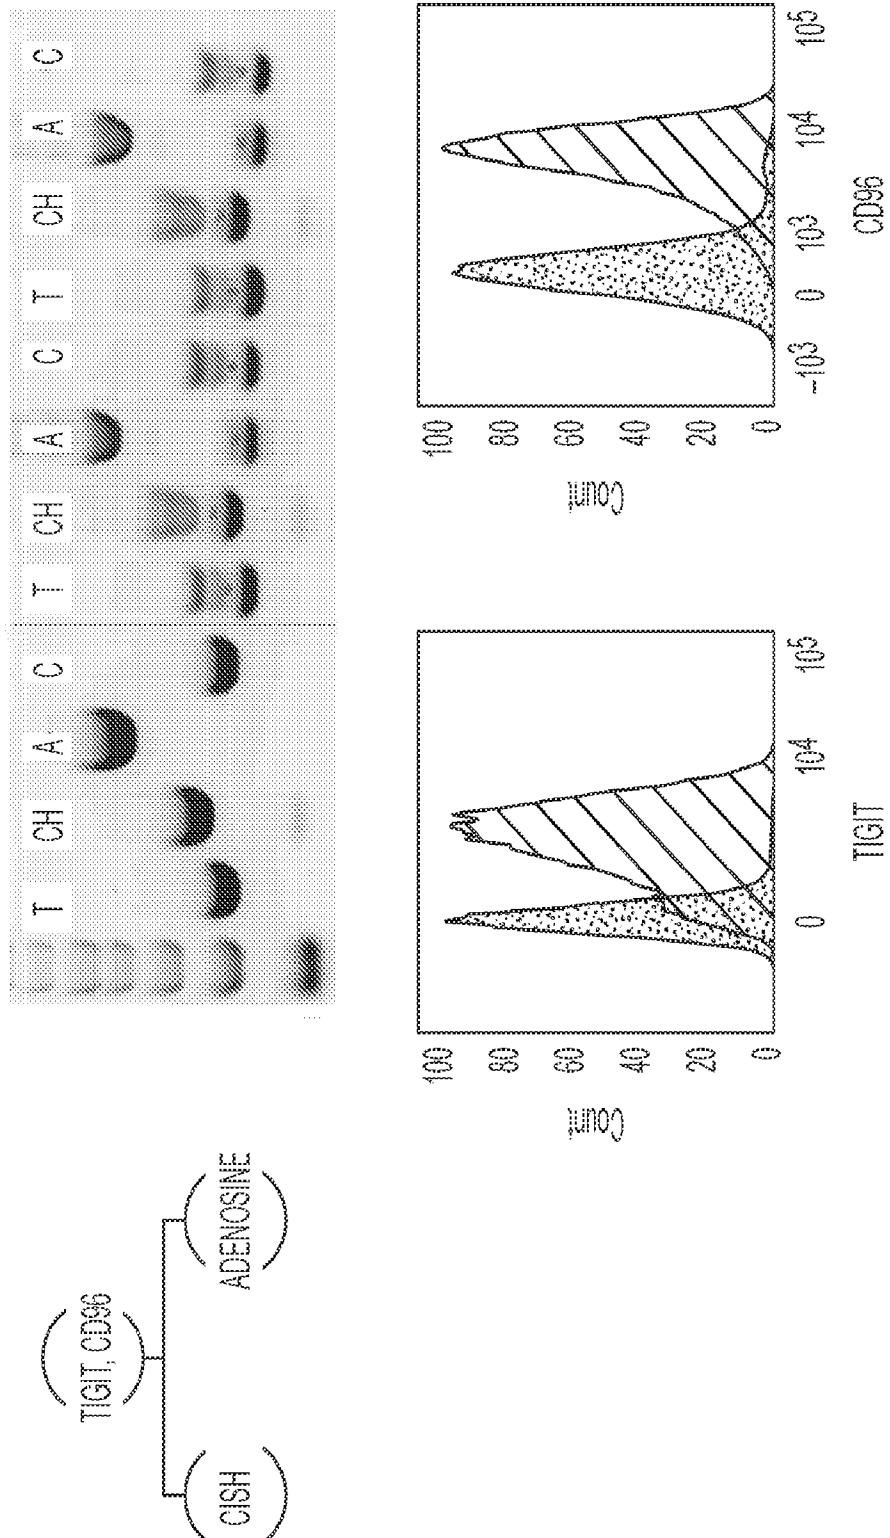 TIGIT, CD96
CISH
ADENOSINE
T CH A C T CH A C T CH A C
Count
100
80
60
40
20
0
0 10⁴ 10⁵
TIGIT
Count
100
80
60
40
20
0
-10³ 0 10³ 10⁴ 10⁵
CD96